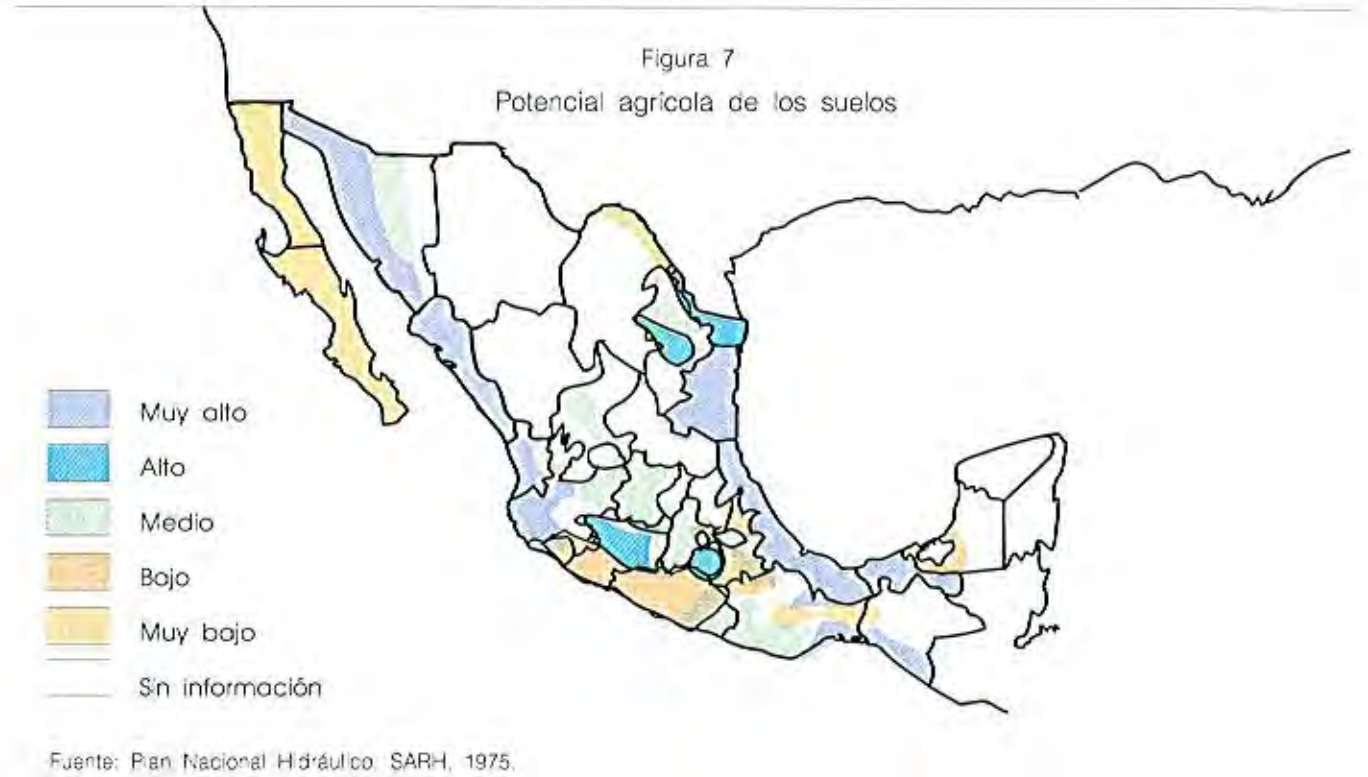 Figura 7
Potencial agrícola de los suelos
Muy alto
Alto
Medio
Bajo
Muy bajo
Sin información
Fuente: Plan Nacional Hidráulico, SARH, 1975.